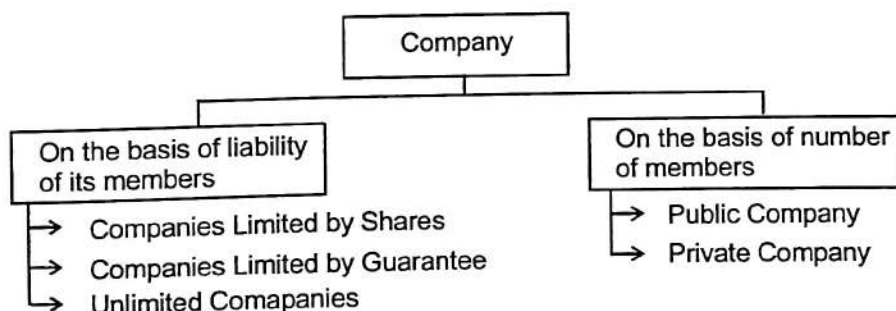 Company
On the basis of liability
of its members
On the basis of number
of members
Companies Limited by Shares
Companies Limited by Guarantee
Unlimited Comapanies
Public Company
Private Company